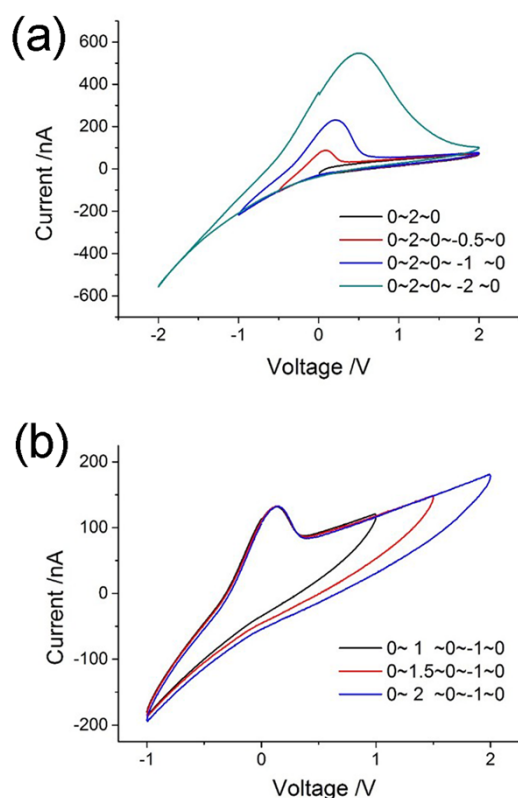 (a)
600
400
200
0
-200
-400
-600
Current /nA
0~2~0
0~2~0~-0.5~0
0~2~0~ -1 ~0
0~2~0~ -2 ~0
-2 -1 0 1 2
Voltage /V
(b)
200
100
0
-100
-200
Current /nA
0~ 1 ~0~-1~0
0~1.5~0~-1~0
0~ 2 ~0~-1~0
-1 0 1 2
Voltage /V